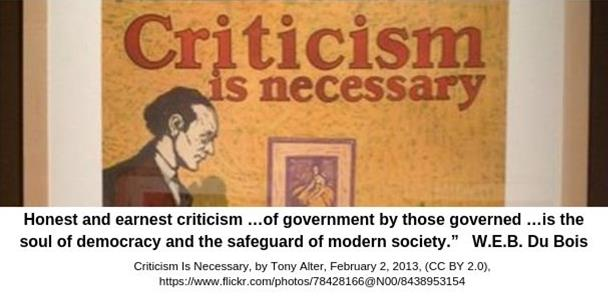 Criticism
is necessary
Honest and earnest criticism ...of government by those governed ...is the
soul of democracy and the safeguard of modern society.” W.E.B. Du Bois
Criticism Is Necessary, by Tony Alter, February 2, 2013, (CC BY 2.0),
https://www.flickr.com/photos/78428166@N00/8438953154